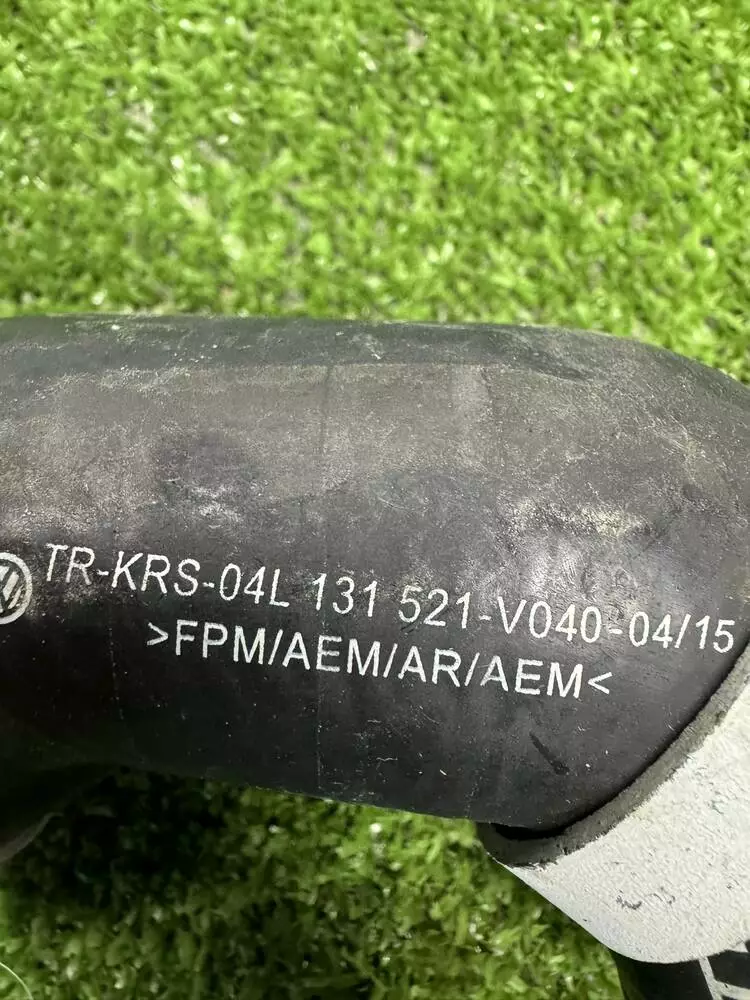 TR-KRS-04L 131 521-V040-04/15
>FPM/AEM/AR/AEM<